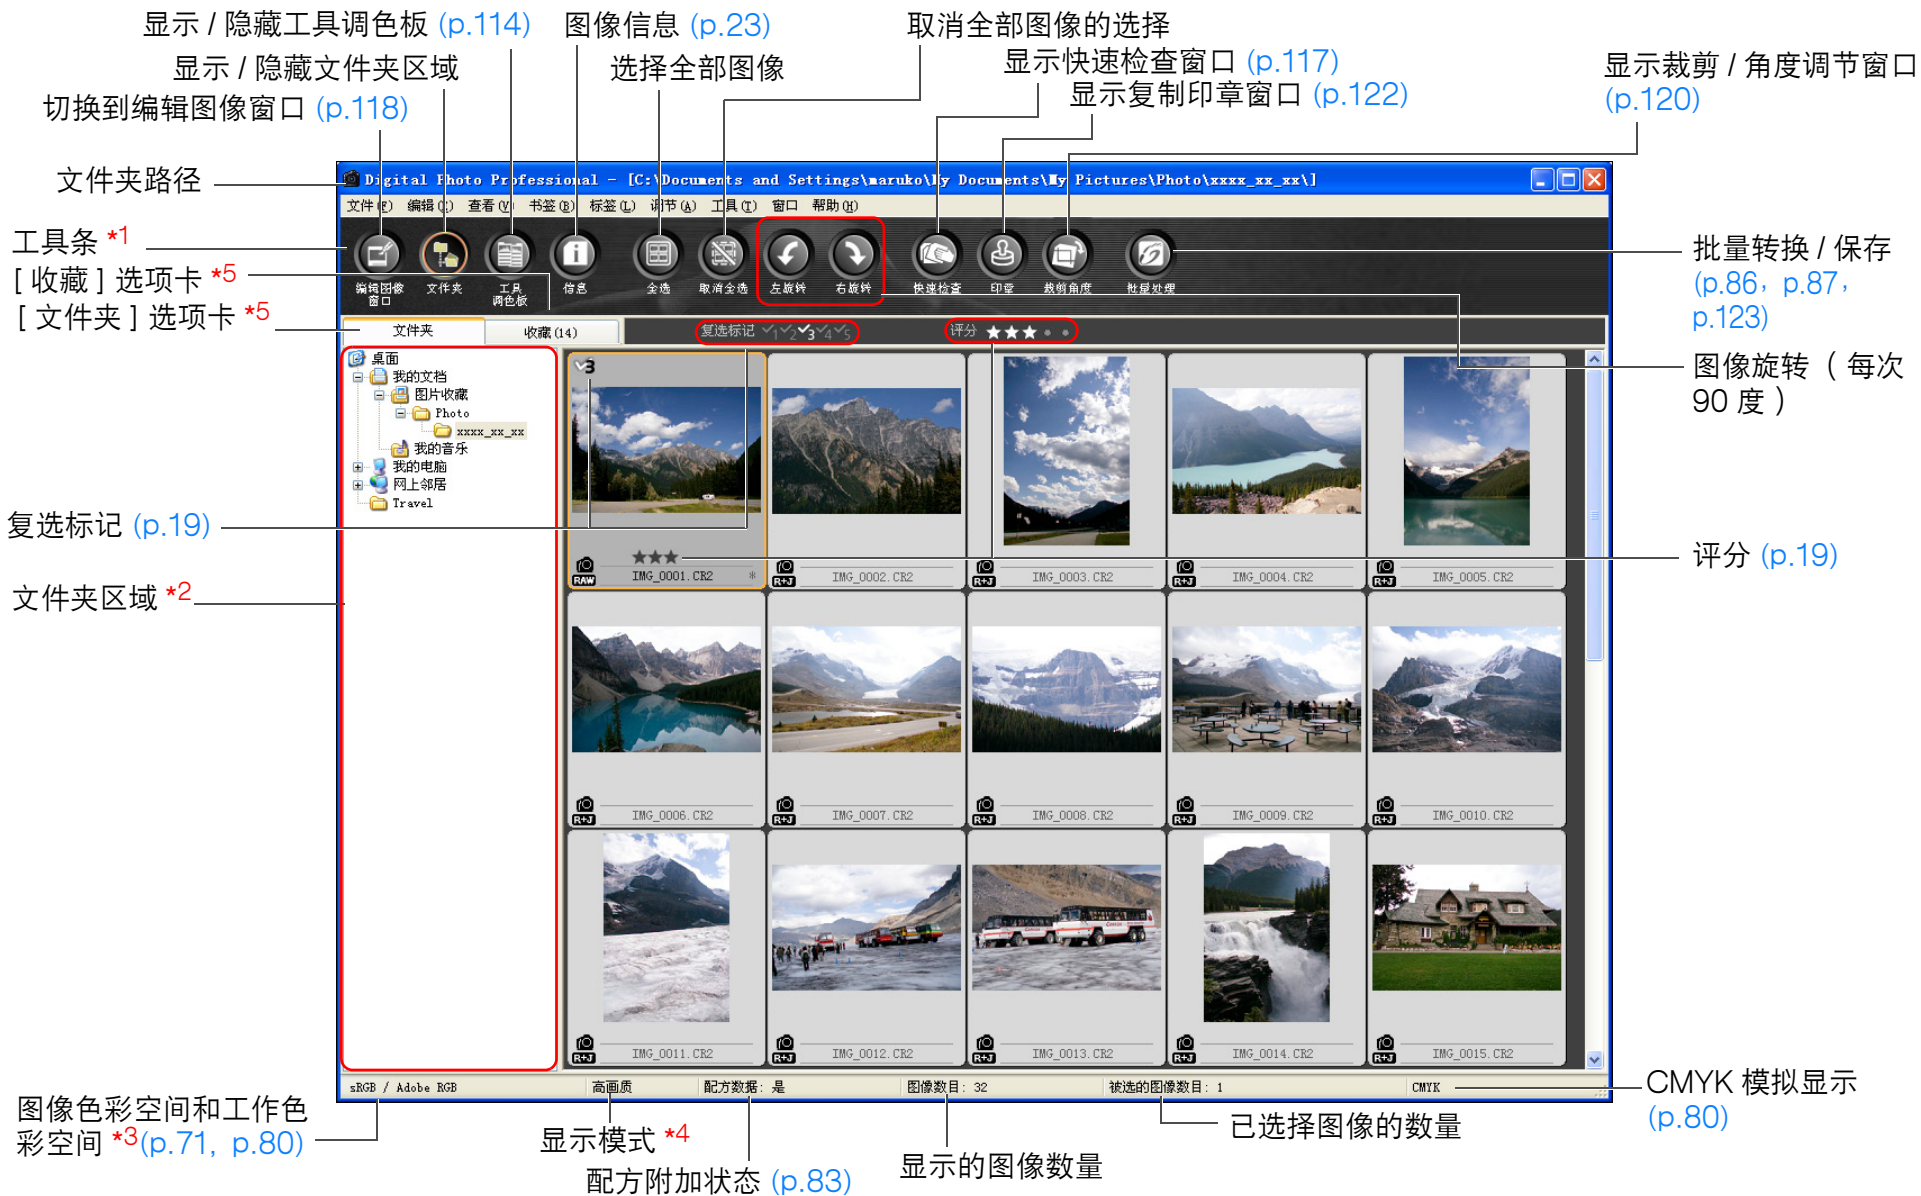 显示 / 隐藏工具调色板 (p.114)
图像信息 (p.23)
取消全部图像的选择
显示 / 隐藏文件夹区域
选择全部图像
显示快速检查窗口 (p.117)
显示裁剪 / 角度调节窗口
(p.120)
切换到编辑图像窗口 (p.118)
显示复制印章窗口 (p.122)
文件夹路径
Digital Photo Professional - [C:\Documents and Settings\maruko\My Documents\My Pictures\Photo\xxxx_xx_xx\]
文件(F) 编辑(E) 查看(V) 书签(B) 标签(L) 调节(A) 工具(T) 窗口 帮助(H)
工具条 *1
[ 收藏 ] 选项卡 *5
[ 文件夹 ] 选项卡 *5
编辑图像
窗口
文件夹
工具
调色板
信息
全选
取消全选
左旋转
右旋转
快速检查
印章
裁剪角度
批量处理
批量转换 / 保存
(p.86, p.87,
p.123)
文件夹
收藏(14)
复选标记 1 2 3 4 5
评分
图像旋转 ( 每次
90 度 )
桌面
我的文档
图片收藏
Photo
xxxx_xx_xx
我的音乐
我的电脑
网上邻居
Travel
3
复选标记 (p.19)
评分 (p.19)
文件夹区域 *2
RAW IMG_0001.CR2 *
R+J IMG_0002.CR2
R+J IMG_0003.CR2
R+J IMG_0004.CR2
R+J IMG_0005.CR2
R+J IMG_0006.CR2
R+J IMG_0007.CR2
R+J IMG_0008.CR2
R+J IMG_0009.CR2
R+J IMG_0010.CR2
R+J IMG_0011.CR2
R+J IMG_0012.CR2
R+J IMG_0013.CR2
R+J IMG_0014.CR2
R+J IMG_0015.CR2
sRGB / Adobe RGB
高画质
配方数据: 是
图像数目: 32
被选的图像数目: 1
CMYK
图像色彩空间和工作色
彩空间 *3(p.71, p.80)
显示模式 *4
配方附加状态 (p.83)
显示的图像数量
已选择图像的数量
CMYK 模拟显示
(p.80)